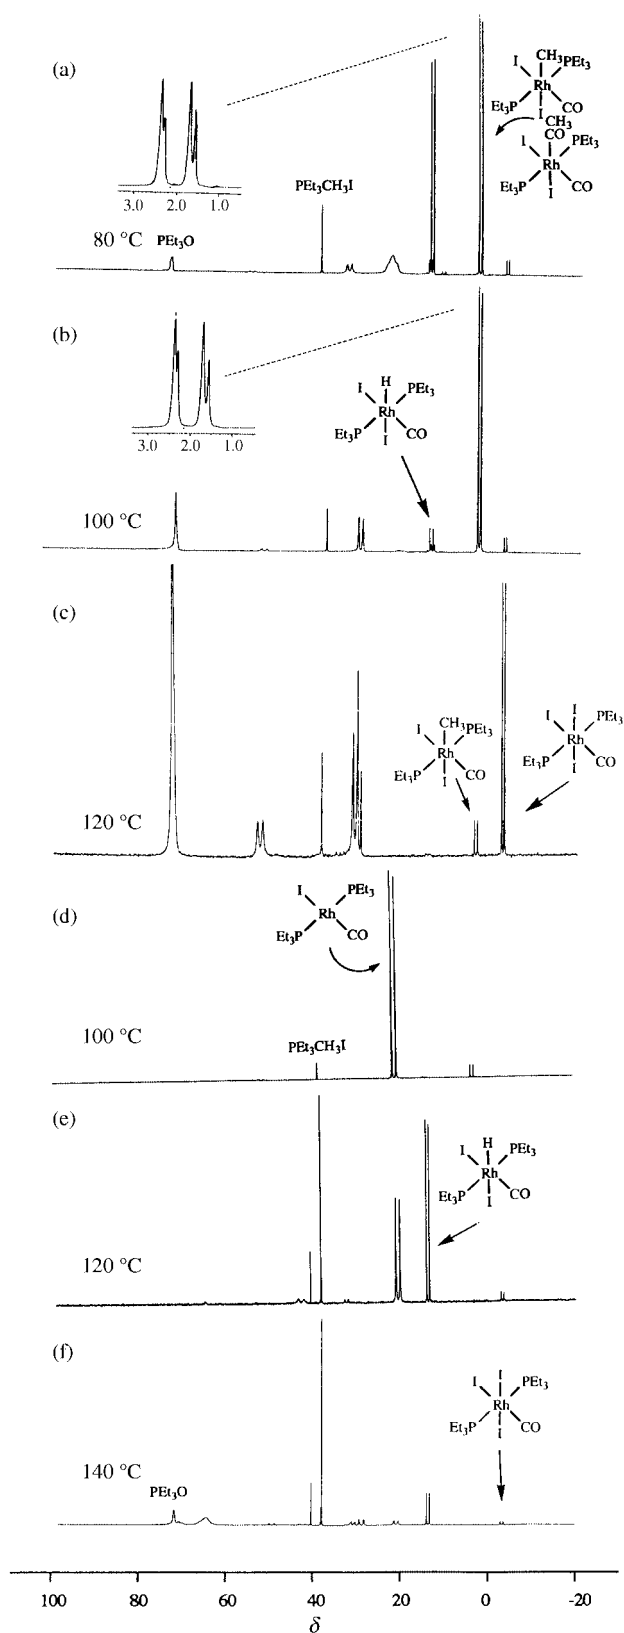 (a)
CH3
I PEt3
Rh
Et3P CO
I
CH3
CO
I PEt3
Rh
Et3P CO
I
3.0 2.0 1.0
PEt3CH3I
80 °C PEt3O
(b)
3.0 2.0 1.0
H
I PEt3
Rh
Et3P CO
I
100 °C
(c)
I CH3 PEt3
Rh
Et3P CO
I
I I PEt3
Rh
Et3P CO
I
120 °C
(d)
I PEt3
Rh
Et3P CO
100 °C
PEt3CH3I
(e)
H
I PEt3
Rh
Et3P CO
I
120 °C
(f)
I
I PEt3
Rh
Et3P CO
I
140 °C
PEt3O
100 80 60 40 20 0 -20
δ